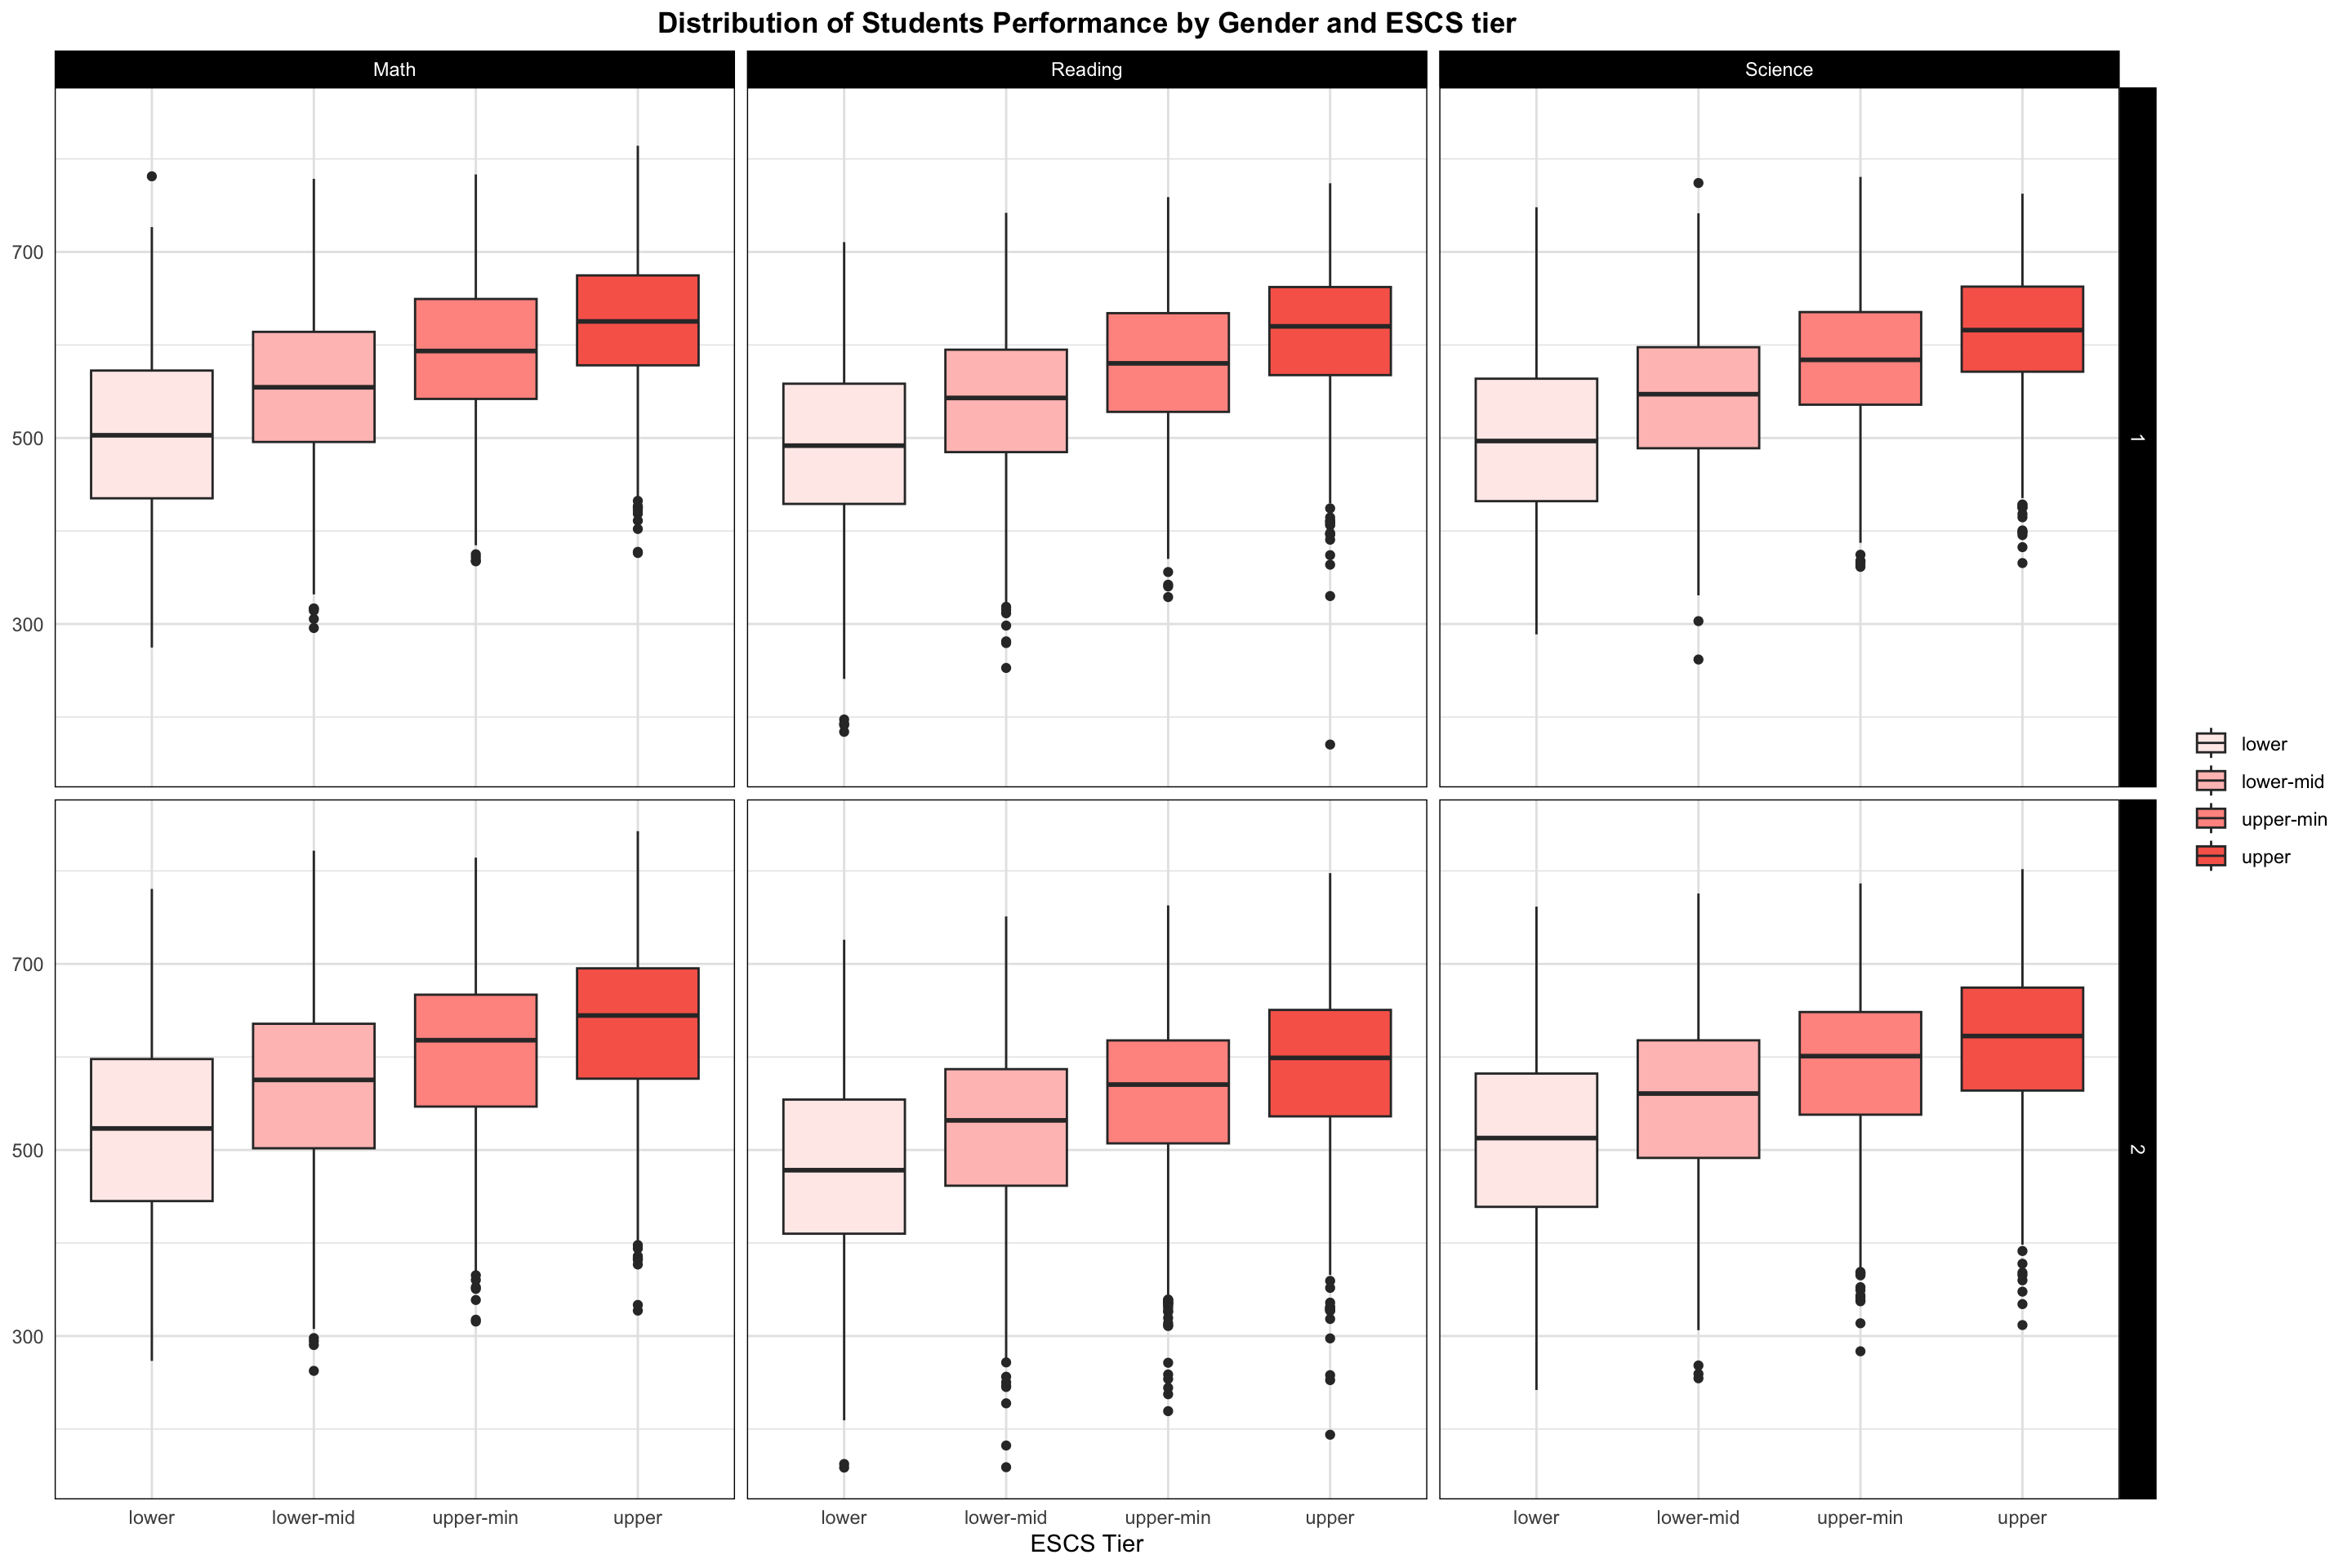 Distribution of Students Performance by Gender and ESCS tier
Math
Reading
Science
700
500
300
1
700
500
300
2
lower
lower-mid
upper-min
upper
lower
lower-mid
upper-min
upper
lower
lower-mid
upper-min
upper
ESCS Tier
lower
lower-mid
upper-min
upper